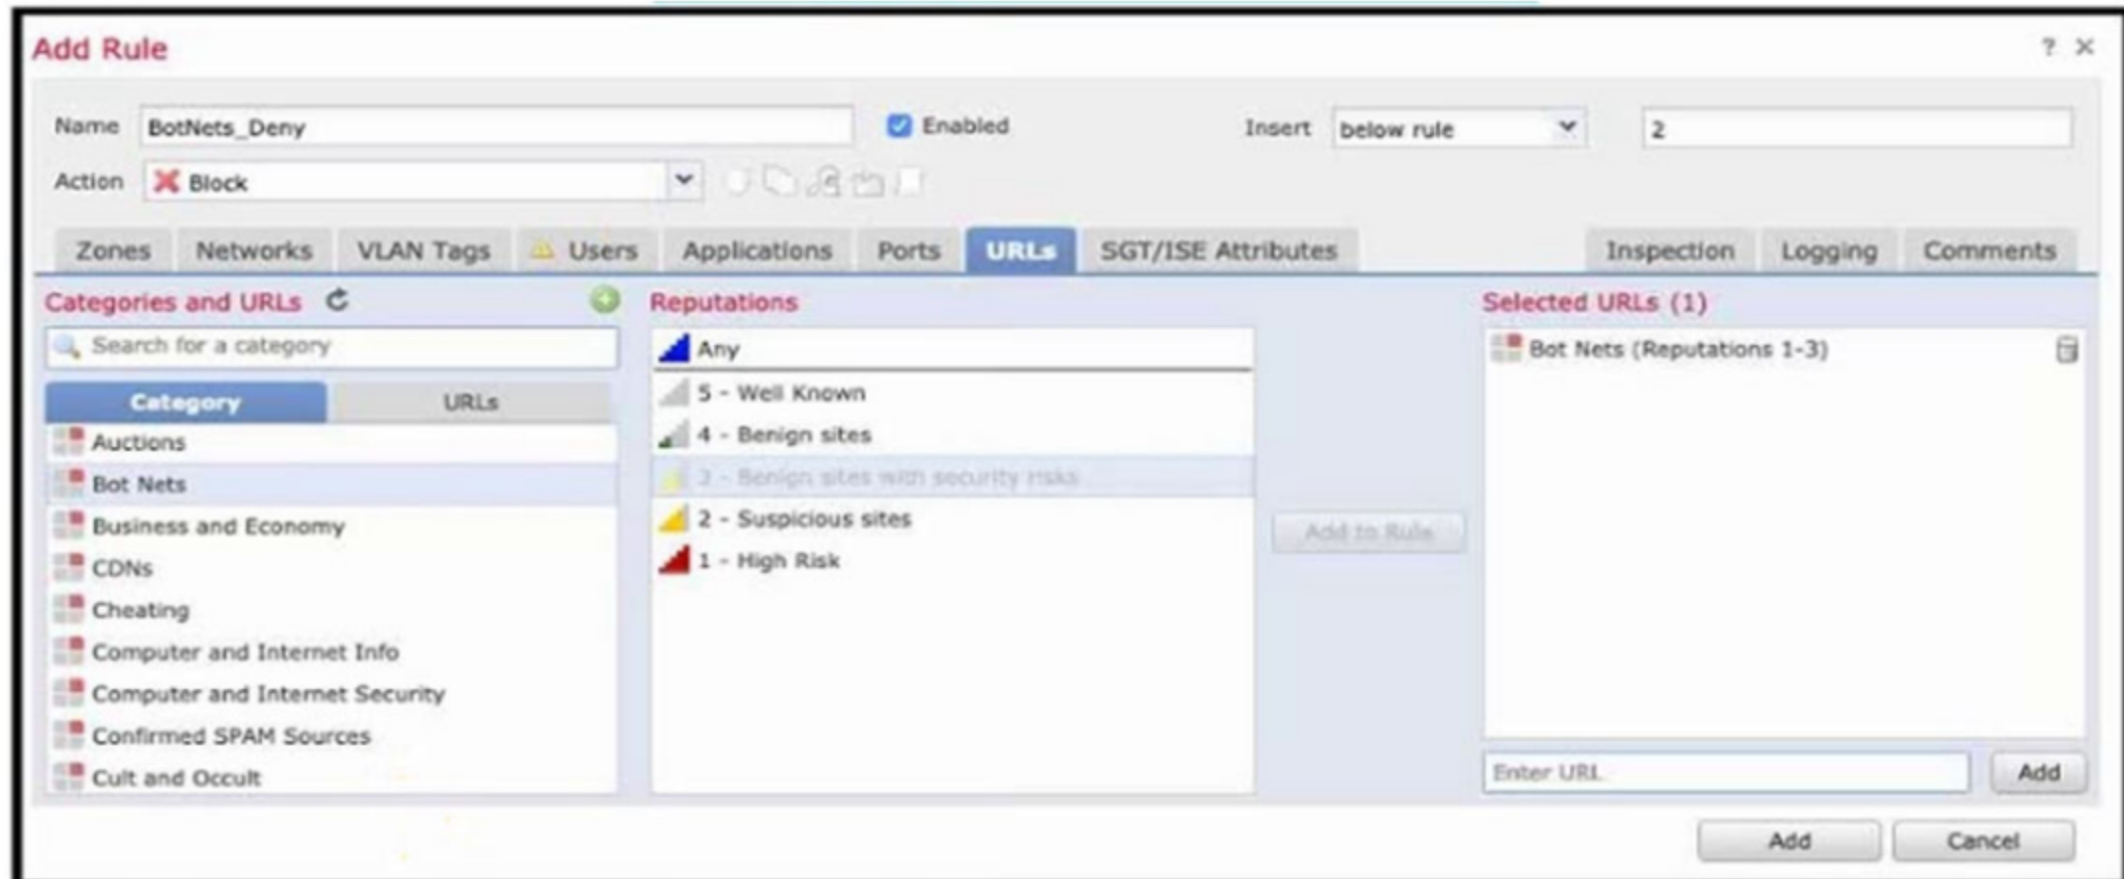 Add Rule
? ×
Name BotNets_Deny Enabled Insert below rule 2
Action Block
Zones Networks VLAN Tags Users Applications Ports URLs SGT/ISE Attributes Inspection Logging Comments
Categories and URLs
Search for a category
Category URLs
Auctions
Bot Nets
Business and Economy
CDNs
Cheating
Computer and Internet Info
Computer and Internet Security
Confirmed SPAM Sources
Cult and Occult
Reputations
Any
5 - Well Known
4 - Benign sites
3 - Benign sites with security risks
2 - Suspicious sites
1 - High Risk
Add to Rule
Selected URLs (1)
Bot Nets (Reputations 1-3)
Enter URL Add
Add Cancel